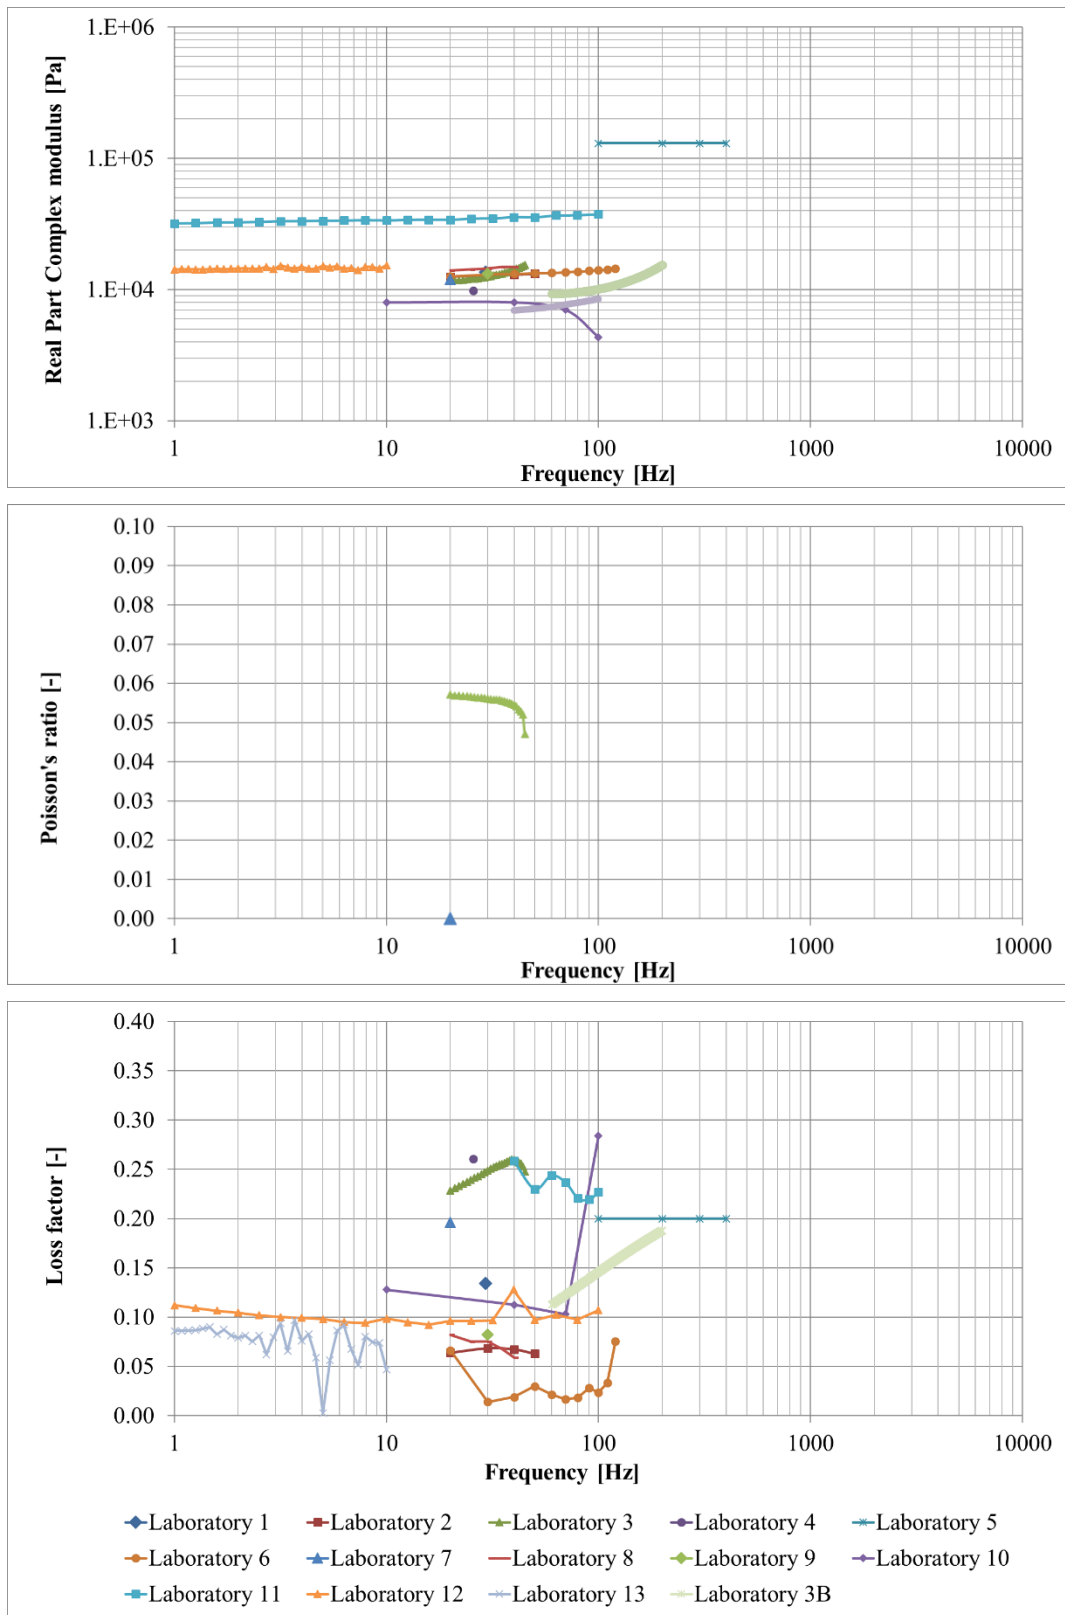 1.E+06
1.E+05
1.E+04
1.E+03
Real Part Complex modulus [Pa]
1 10 100 1000 10000
Frequency [Hz]
0.10
0.09
0.08
0.07
0.06
0.05
0.04
0.03
0.02
0.01
0.00
Poisson's ratio [-]
1 10 100 1000 10000
Frequency [Hz]
0.40
0.35
0.30
0.25
0.20
0.15
0.10
0.05
0.00
Loss factor [-]
1 10 100 1000 10000
Frequency [Hz]
Laboratory 1 Laboratory 2 Laboratory 3 Laboratory 4 Laboratory 5
Laboratory 6 Laboratory 7 Laboratory 8 Laboratory 9 Laboratory 10
Laboratory 11 Laboratory 12 Laboratory 13 Laboratory 3B